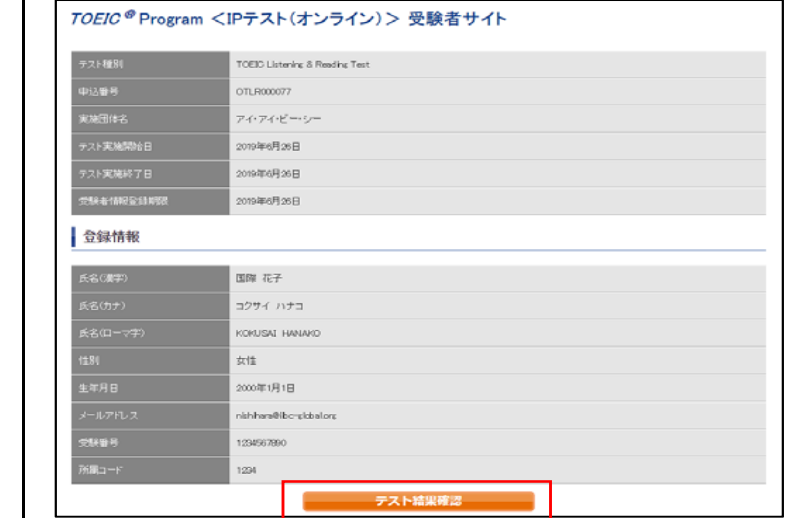 TOEIC® Program ＜IPテスト（オンライン）＞ 受験者サイト
テスト種別 TOEIC Listening & Reading Test
申込番号 OTLR000077
実施団体名 アイ・アイ・ビー・シー
テスト実施開始日 2019年6月26日
テスト実施終了日 2019年6月26日
受験者情報登録期限 2019年6月26日
登録情報
氏名(漢字) 国際 花子
氏名(カナ) コクサイ ハナコ
氏名(ローマ字) KOKUSAI HANAKO
性別 女性
生年月日 2000年1月1日
メールアドレス
受験番号 1234567890
所属コード 1234
テスト結果確認